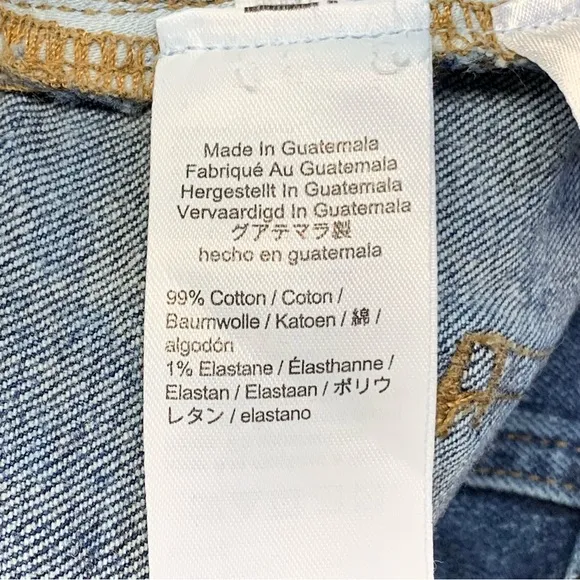 Made In Guatemala
Fabriqué Au Guatemala
Hergestellt In Guatemala
Vervaardigd In Guatemala
グアテマラ製
hecho en guatemala
99% Cotton / Coton /
Baumwolle / Katoen / 綿 /
algodón
1% Elastane / Élasthanne /
Elastan / Elastaan / ポリウ
レタン / elastano